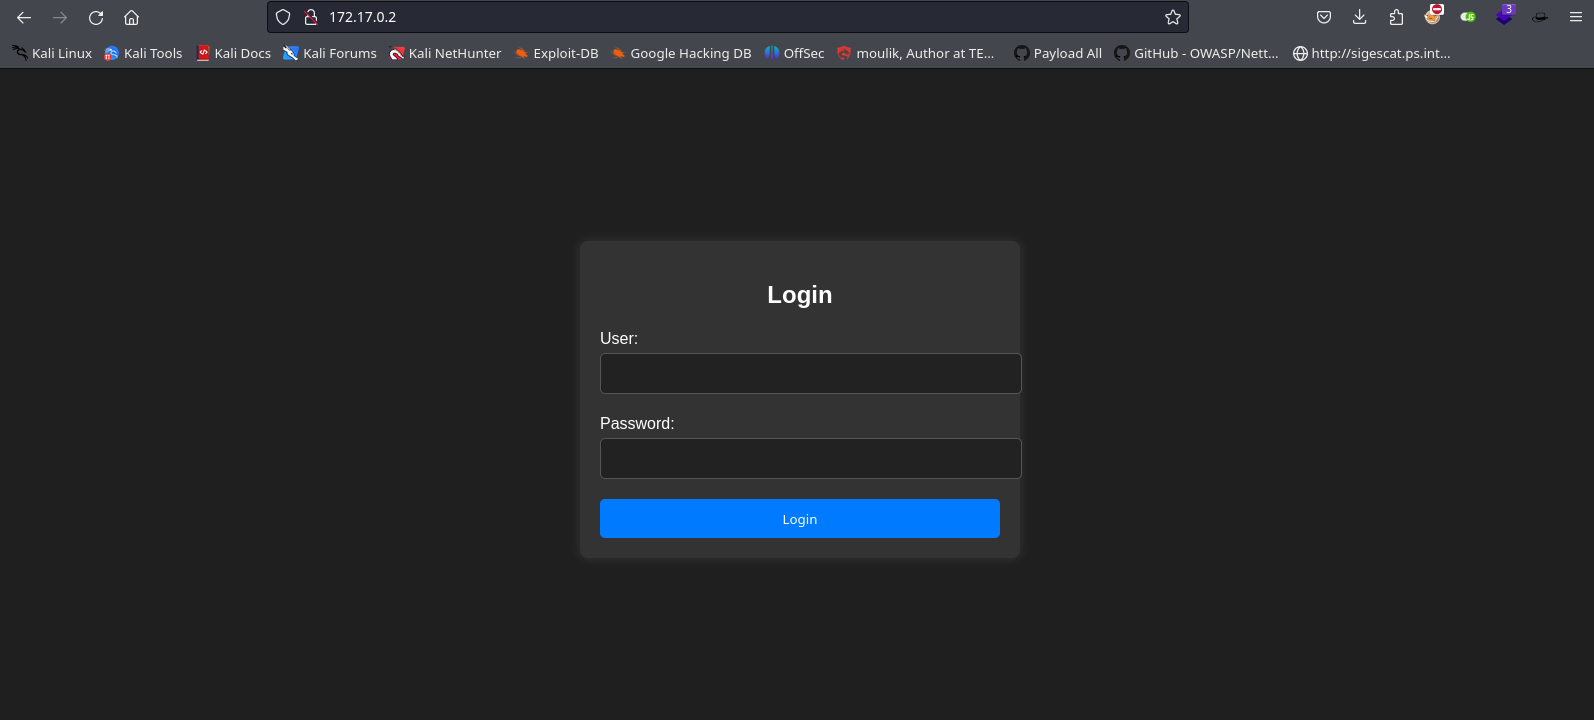 172.17.0.2
3
Kali Linux Kali Tools Kali Docs Kali Forums Kali NetHunter Exploit-DB Google Hacking DB OffSec moulik, Author at TE... Payload All GitHub - OWASP/Nett... http://sigescat.ps.int...
Login
User:
Password:
Login